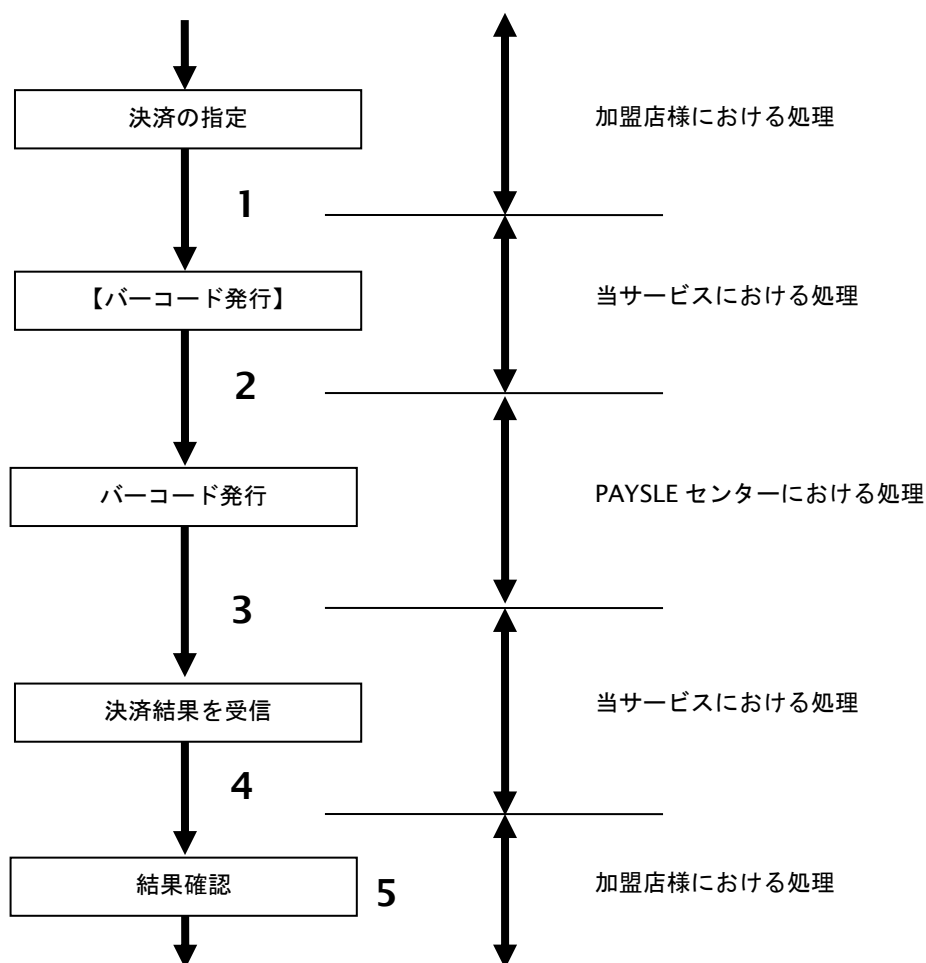 決済の指定
加盟店様における処理
1
【バーコード発行】
当サービスにおける処理
2
バーコード発行
PAYSLE センターにおける処理
3
決済結果を受信
当サービスにおける処理
4
結果確認
5
加盟店様における処理